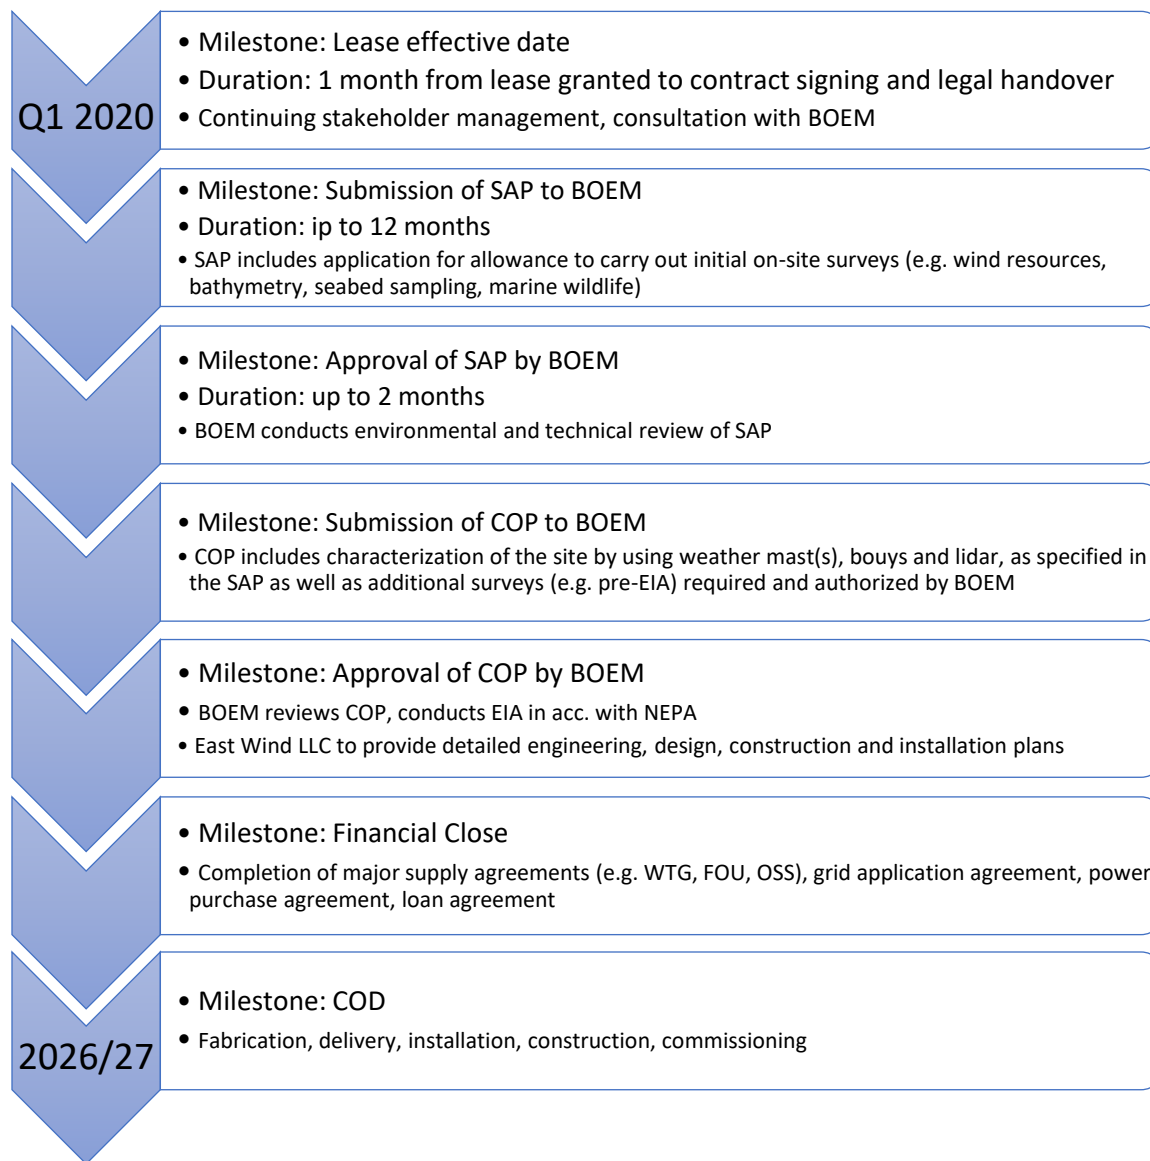 Q1 2020
• Milestone: Lease effective date
• Duration: 1 month from lease granted to contract signing and legal handover
• Continuing stakeholder management, consultation with BOEM
• Milestone: Submission of SAP to BOEM
• Duration: ip to 12 months
• SAP includes application for allowance to carry out initial on-site surveys (e.g. wind resources,
bathymetry, seabed sampling, marine wildlife)
• Milestone: Approval of SAP by BOEM
• Duration: up to 2 months
• BOEM conducts environmental and technical review of SAP
• Milestone: Submission of COP to BOEM
• COP includes characterization of the site by using weather mast(s), bouys and lidar, as specified in
the SAP as well as additional surveys (e.g. pre-EIA) required and authorized by BOEM
• Milestone: Approval of COP by BOEM
• BOEM reviews COP, conducts EIA in acc. with NEPA
• East Wind LLC to provide detailed engineering, design, construction and installation plans
• Milestone: Financial Close
• Completion of major supply agreements (e.g. WTG, FOU, OSS), grid application agreement, power
purchase agreement, loan agreement
2026/27
• Milestone: COD
• Fabrication, delivery, installation, construction, commissioning